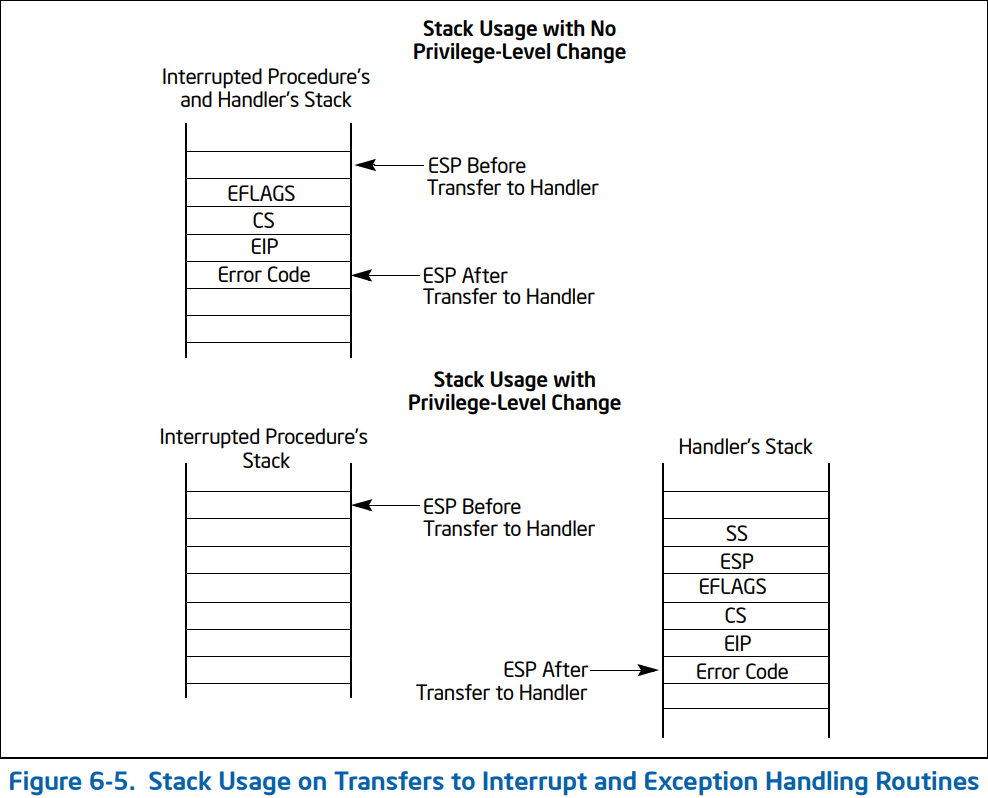 Stack Usage with No
Privilege-Level Change
Interrupted Procedure's
and Handler's Stack
ESP Before
Transfer to Handler
EFLAGS
CS
EIP
Error Code
ESP After
Transfer to Handler
Stack Usage with
Privilege-Level Change
Interrupted Procedure's
Stack
Handler's Stack
ESP Before
Transfer to Handler
SS
ESP
EFLAGS
CS
EIP
ESP After
Transfer to Handler
Error Code
Figure 6-5. Stack Usage on Transfers to Interrupt and Exception Handling Routines